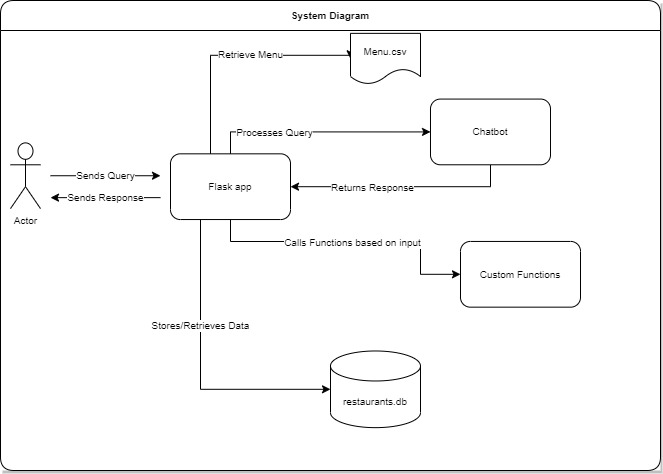 System Diagram
Retrieve Menu
Menu.csv
Processes Query
Chatbot
Sends Query
Flask app
Returns Response
Sends Response
Actor
Calls Functions based on input
Custom Functions
Stores/Retrieves Data
restaurants.db